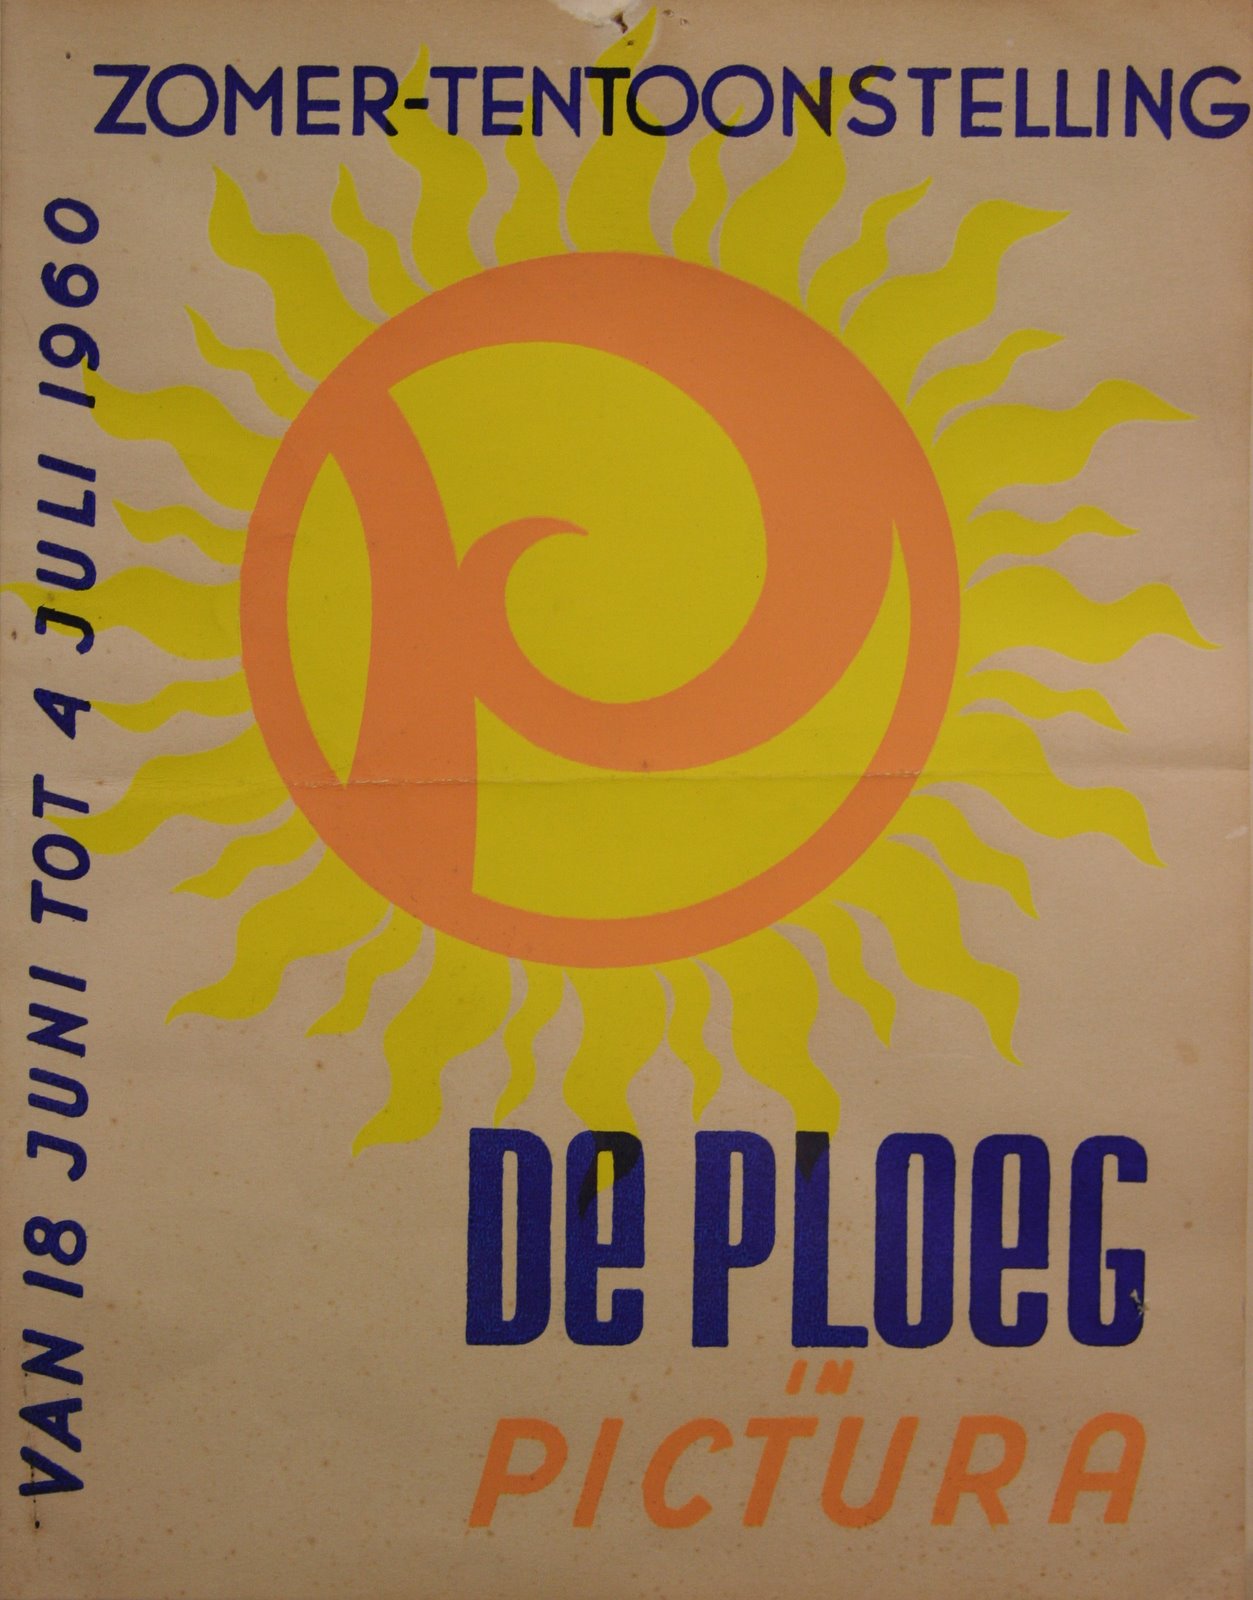 ZOMER-TENTOONSTELLING
VAN 18 JUNI TOT 4 JULI 1960
De PLOeG
IN
PICTURA